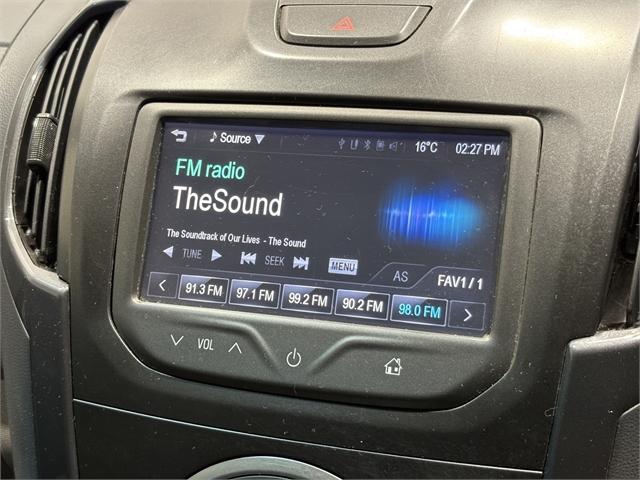 Source
16°C 02:27 PM
FM radio
TheSound
The Soundtrack of Our Lives - The Sound
TUNE SEEK MENU AS FAV1 / 1
91.3 FM 97.1 FM 99.2 FM 90.2 FM 98.0 FM
VOL